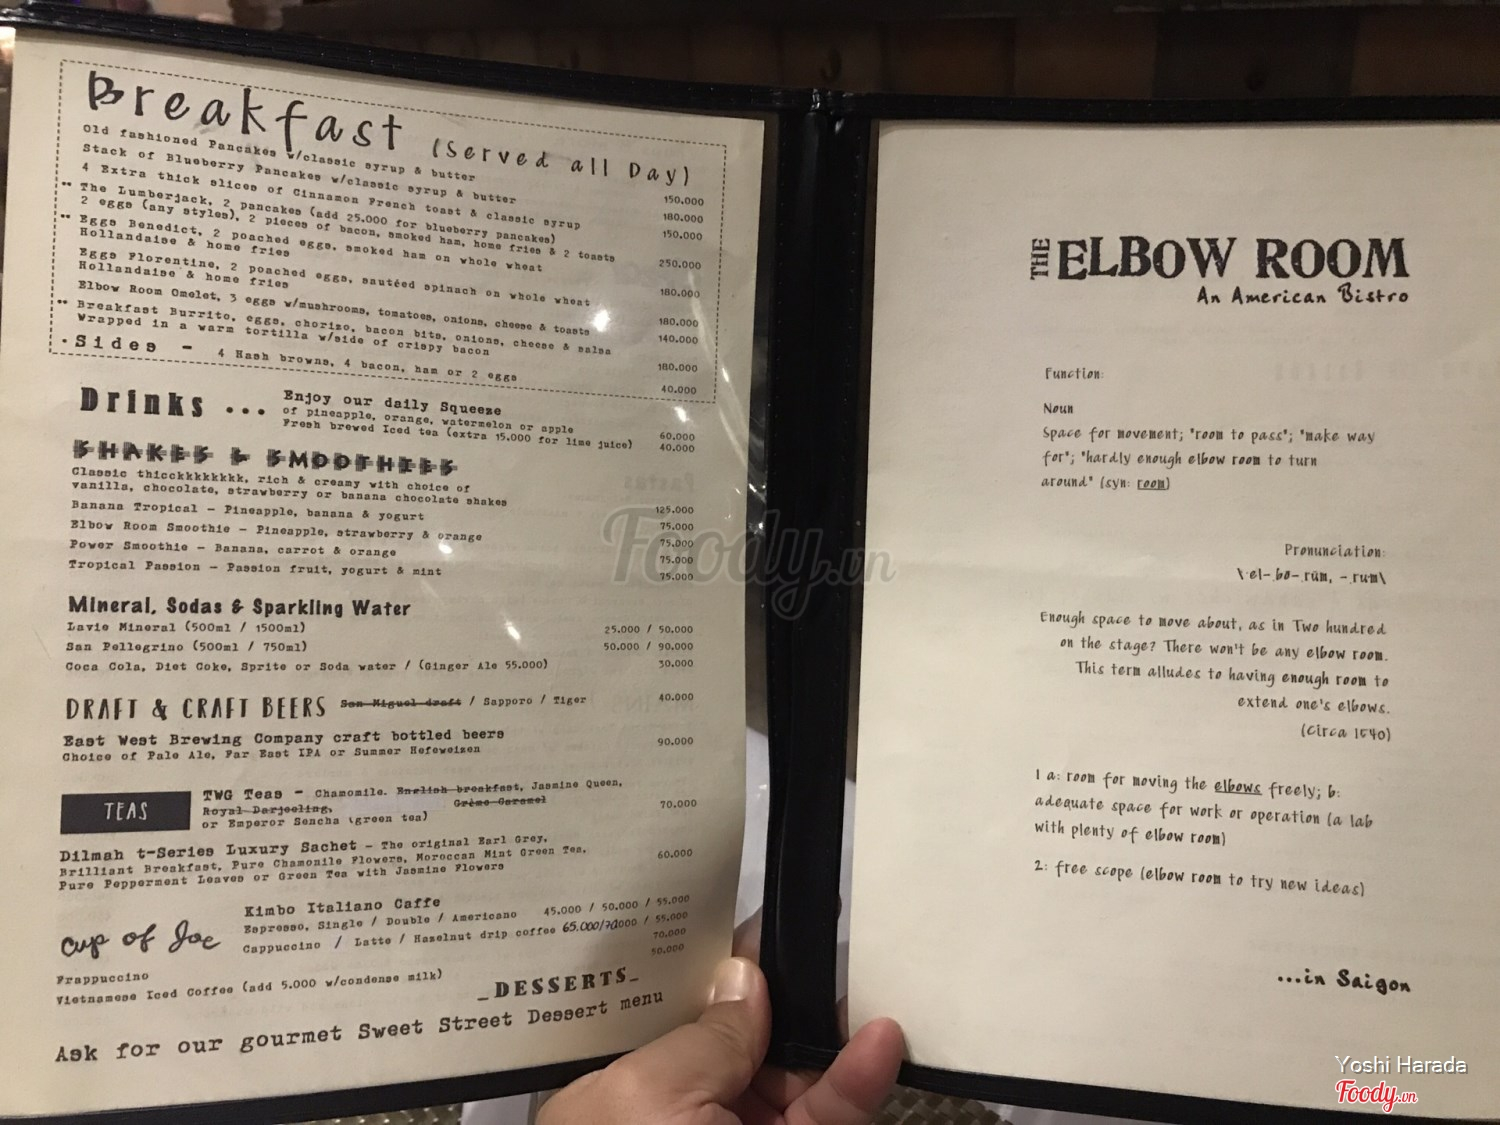 Breakfast (Served all Day)
Old fashioned Pancakes w/classic syrup & butter 150.000
Stack of Blueberry Pancakes w/classic syrup & butter 180.000
4 Extra thick slices of Cinnamon French toast & classic syrup 150.000
•• The Lumberjack, 2 pancakes (add 25.000 for blueberry pancakes)
2 eggs (any styles), 2 pieces of bacon, smoked ham, home fries & 2 toasts 250.000
•• Eggs Benedict, 2 poached eggs, smoked ham on whole wheat
Hollandaise & home fries 180.000
Eggs Florentine, 2 poached eggs, sautéed spinach on whole wheat
Hollandaise & home fries 180.000
Elbow Room Omelet, 3 eggs w/mushrooms, tomatoes, onions, cheese & toasts 140.000
•• Breakfast Burrito, eggs, chorizo, bacon bits, onions, cheese & salsa
Wrapped in a warm tortilla w/side of crispy bacon 180.000
•Sides - 4 Hash browns, 4 bacon, ham or 2 eggs 40.000
Drinks ... Enjoy our daily Squeeze
of pineapple, orange, watermelon or apple 60.000
Fresh brewed Iced tea (extra 15.000 for lime juice) 40.000
SHAKES & SMOOTHIES
Classic thicckkkkkkkk, rich & creamy with choice of
vanilla, chocolate, strawberry or banana chocolate shakes 125.000
Banana Tropical - Pineapple, banana & yogurt 75.000
Elbow Room Smoothie - Pineapple, strawberry & orange 75.000
Power Smoothie - Banana, carrot & orange 75.000
Tropical Passion - Passion fruit, yogurt & mint 75.000
Mineral, Sodas & Sparkling Water
Lavie Mineral (500ml / 1500ml) 25.000 / 50.000
San Pellegrino (500ml / 750ml) 50.000 / 90.000
Coca Cola, Diet Coke, Sprite or Soda water / (Ginger Ale 55.000) 30.000
DRAFT & CRAFT BEERS San Miguel draft / Sapporo / Tiger 40.000
East West Brewing Company craft bottled beers
Choice of Pale Ale, Far East IPA or Summer Hefeweizen 90.000
TEAS
TWG Teas - Chamomile. English breakfast, Jasmine Queen,
Royal Darjeeling, Crème Caramel
or Emperor Sencha (green tea) 70.000
Dilmah t-Series Luxury Sachet - The original Earl Grey,
Brilliant Breakfast, Pure Chamomile Flowers, Moroccan Mint Green Tea,
Pure Peppermint Leaves or Green Tea with Jasmine Flowers 60.000
cup of Joe
Kimbo Italiano Caffe
Espresso, Single / Double / Americano 45.000 / 50.000 / 55.000
Cappuccino / Latte / Hazelnut drip coffee 65.000/70000 / 55.000
Frappuccino 70.000
Vietnamese Iced Coffee (add 5.000 w/condense milk) 50.000
_DESSERTS_
Ask for our gourmet Sweet Street Dessert menu
THE ELBOW ROOM
An American Bistro
Function:
Noun
Space for movement; "room to pass"; "make way
for"; "hardly enough elbow room to turn
around" (syn: room)
Pronunciation:
\ˈel-ˌbō-ˌrüm, -ˌru̇m\
Enough space to move about, as in Two hundred
on the stage? There won't be any elbow room.
This term alludes to having enough room to
extend one's elbows.
(Circa 1540)
1 a: room for moving the elbows freely; b:
adequate space for work or operation (a lab
with plenty of elbow room)
2: free scope (elbow room to try new ideas)
...in Saigon
Foody.vn
Yoshi Harada
Foody.vn